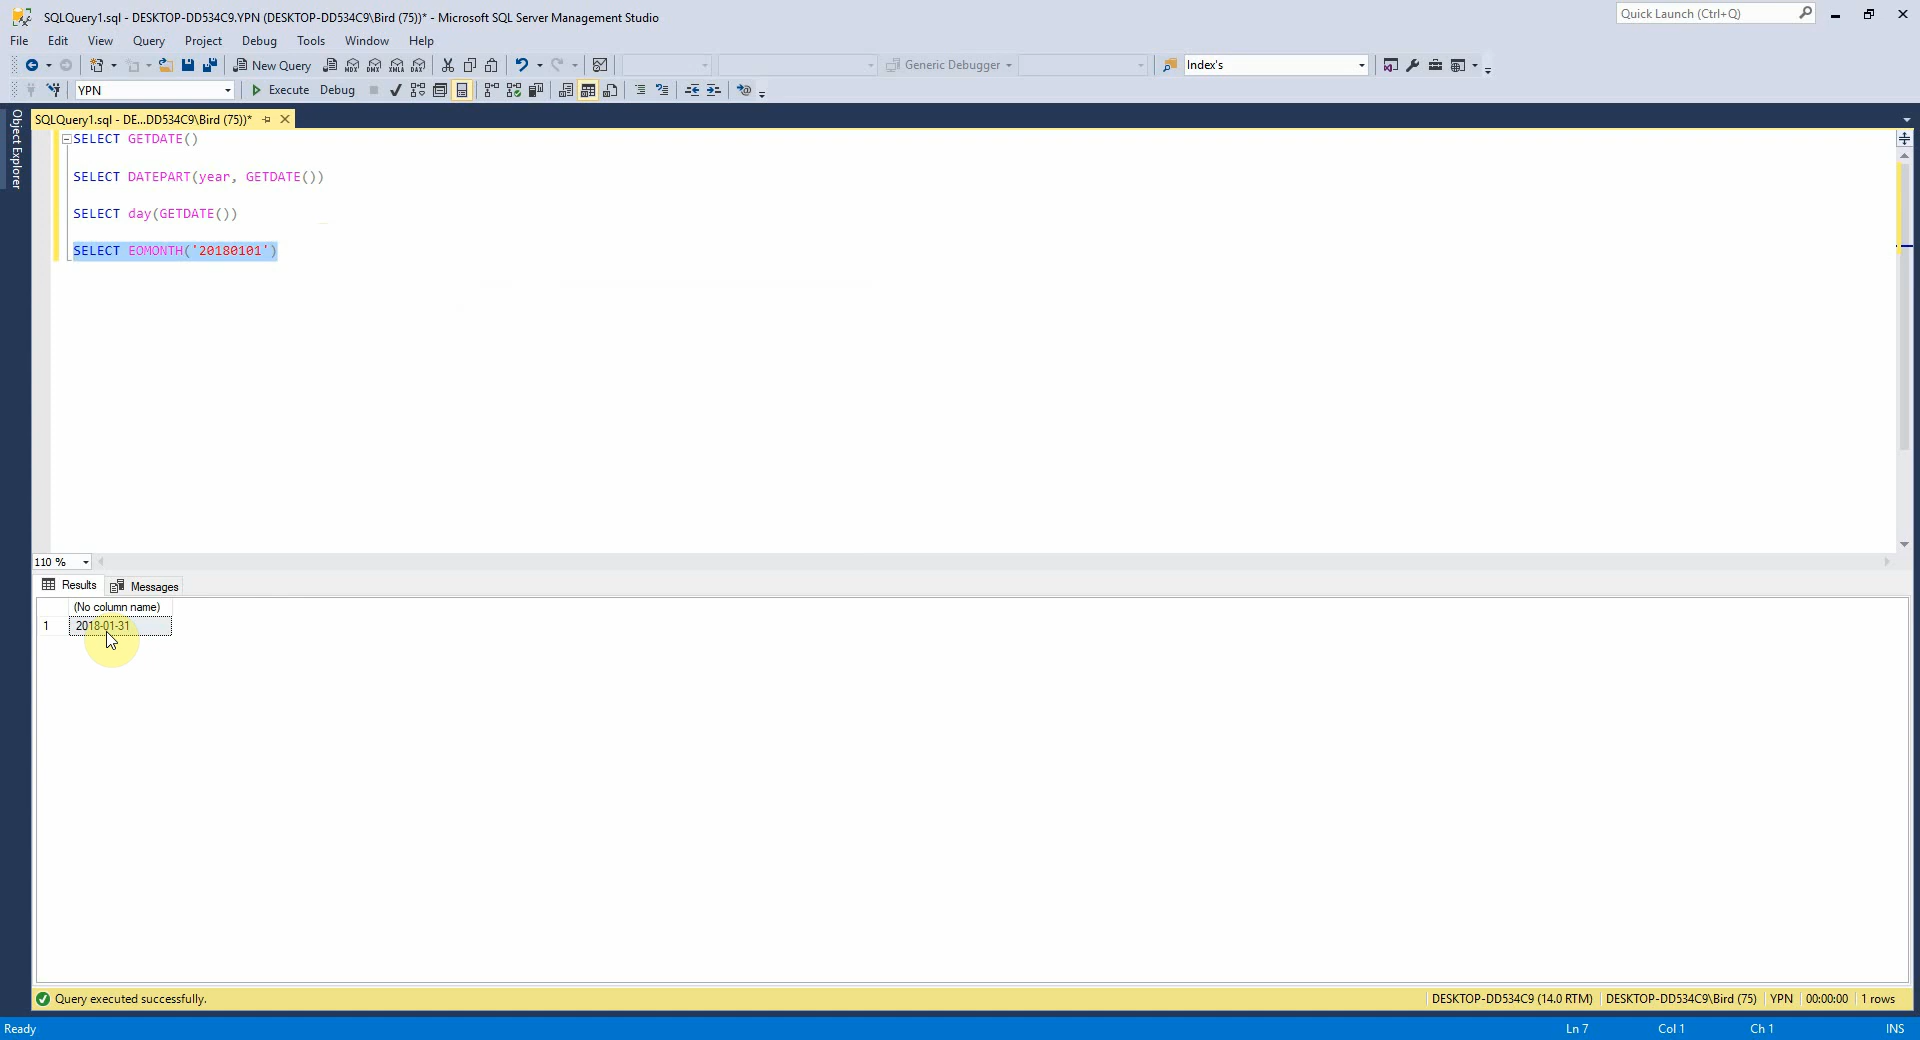 SQLQuery1.sql - DESKTOP-DD534C9.YPN (DESKTOP-DD534C9\Bird (75))* - Microsoft SQL Server Management Studio
Quick Launch (Ctrl+Q)
File Edit View Query Project Debug Tools Window Help
New Query
Generic Debugger
Index's
YPN
Execute
Debug
Object Explorer
SQLQuery1.sql - DE...DD534C9\Bird (75))*
SELECT GETDATE()
SELECT DATEPART(year, GETDATE())
SELECT day(GETDATE())
SELECT EOMONTH('20180101')
110 %
Results
Messages
(No column name)
1 2018-01-31
Query executed successfully.
DESKTOP-DD534C9 (14.0 RTM) DESKTOP-DD534C9\Bird (75) YPN 00:00:00 1 rows
Ready
Ln 7 Col 1 Ch 1 INS